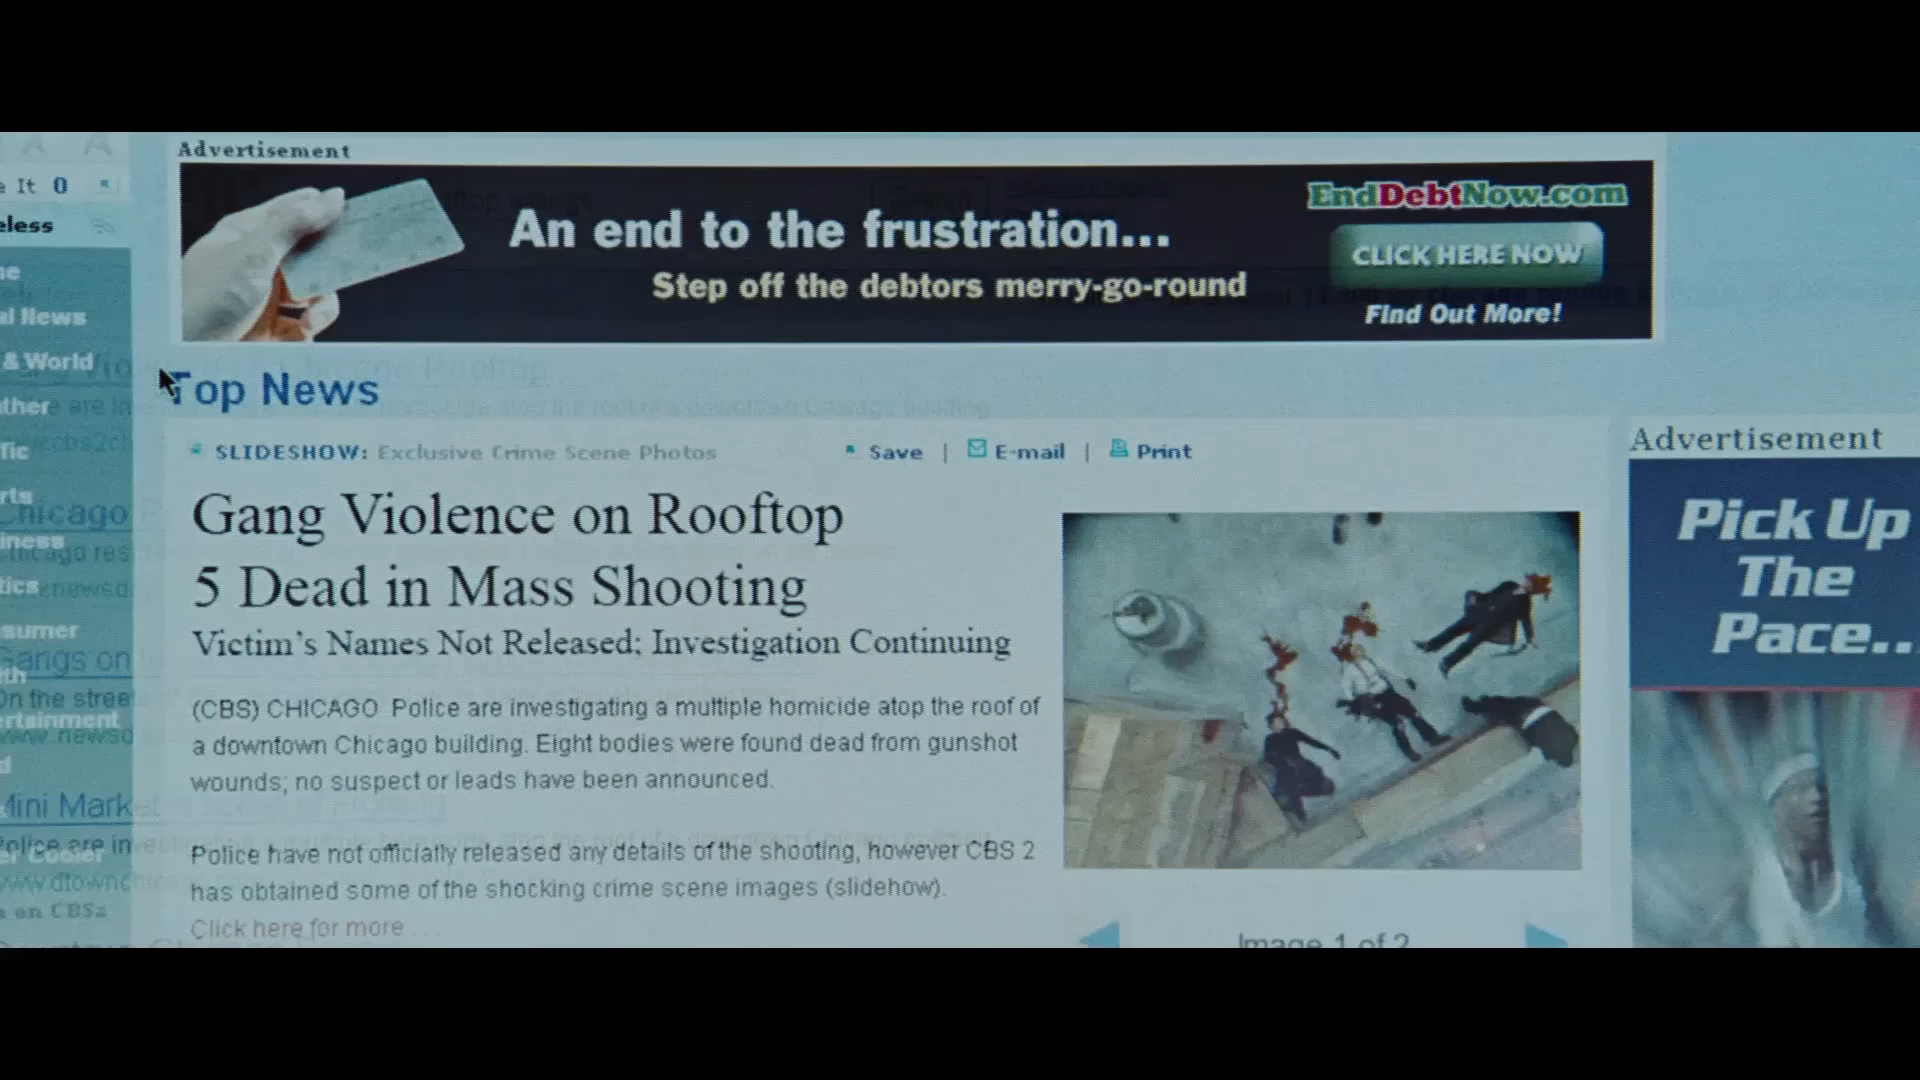 Advertisement
It 0
An end to the frustration...
Step off the debtors merry-go-round
EndDebtNow.com
CLICK HERE NOW
Find Out More!
News
& World
Top News
SLIDESHOW: Exclusive Crime Scene Photos
Save | E-mail | Print
Gang Violence on Rooftop
5 Dead in Mass Shooting
Victim's Names Not Released; Investigation Continuing
(CBS) CHICAGO Police are investigating a multiple homicide atop the roof of
a downtown Chicago building. Eight bodies were found dead from gunshot
wounds; no suspect or leads have been announced.
Police have not officially released any details of the shooting, however CBS 2
has obtained some of the shocking crime scene images (slidehow).
Click here for more
Image 1 of 2
Advertisement
Pick Up
The
Pace..